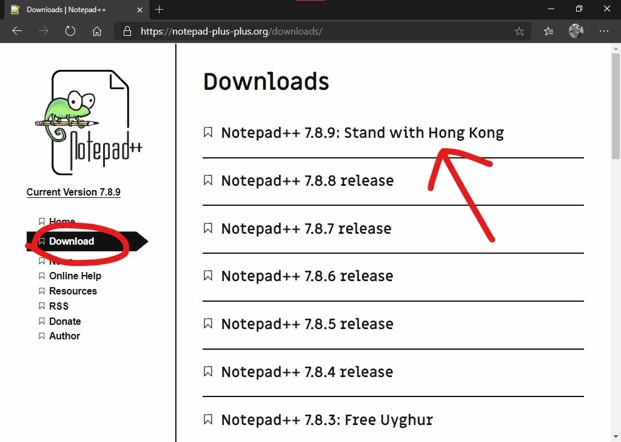 Downloads | Notepad++
https://notepad-plus-plus.org/downloads/
Notepad++
Current Version 7.8.9
Home
Download
News
Online Help
Resources
RSS
Donate
Author
Downloads
Notepad++ 7.8.9: Stand with Hong Kong
Notepad++ 7.8.8 release
Notepad++ 7.8.7 release
Notepad++ 7.8.6 release
Notepad++ 7.8.5 release
Notepad++ 7.8.4 release
Notepad++ 7.8.3: Free Uyghur